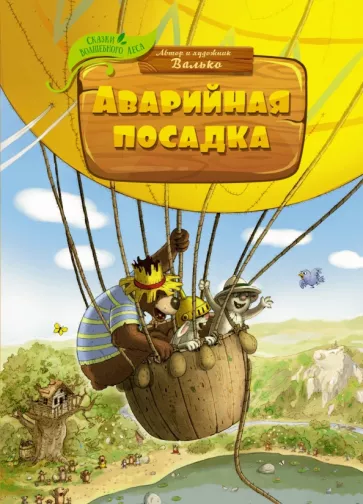 Сказки
волшебного леса
Автор и художник
Валько
Аварийная
посадка